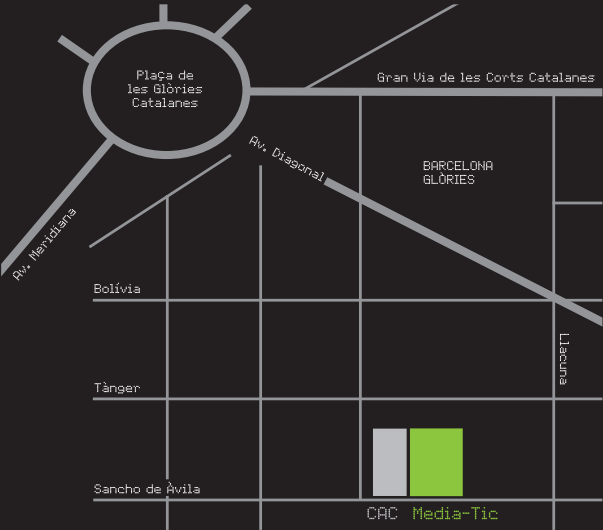 Plaça de
les Glòries
Catalanes
Gran Via de les Corts Catalanes
Av. Diagonal
BARCELONA
GLÒRIES
Av. Meridiana
Bolívia
Llacuna
Tànger
Sancho de Àvila
CAC Media-Tic